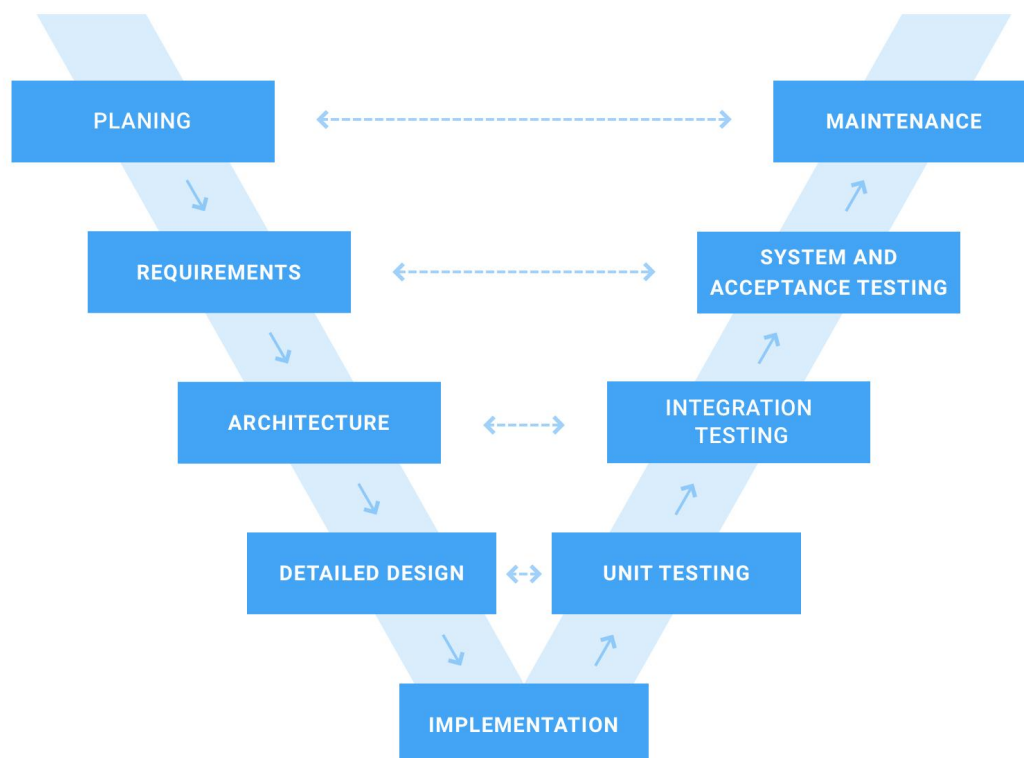 PLANING
MAINTENANCE
REQUIREMENTS
SYSTEM AND
ACCEPTANCE TESTING
ARCHITECTURE
INTEGRATION
TESTING
DETAILED DESIGN
UNIT TESTING
IMPLEMENTATION